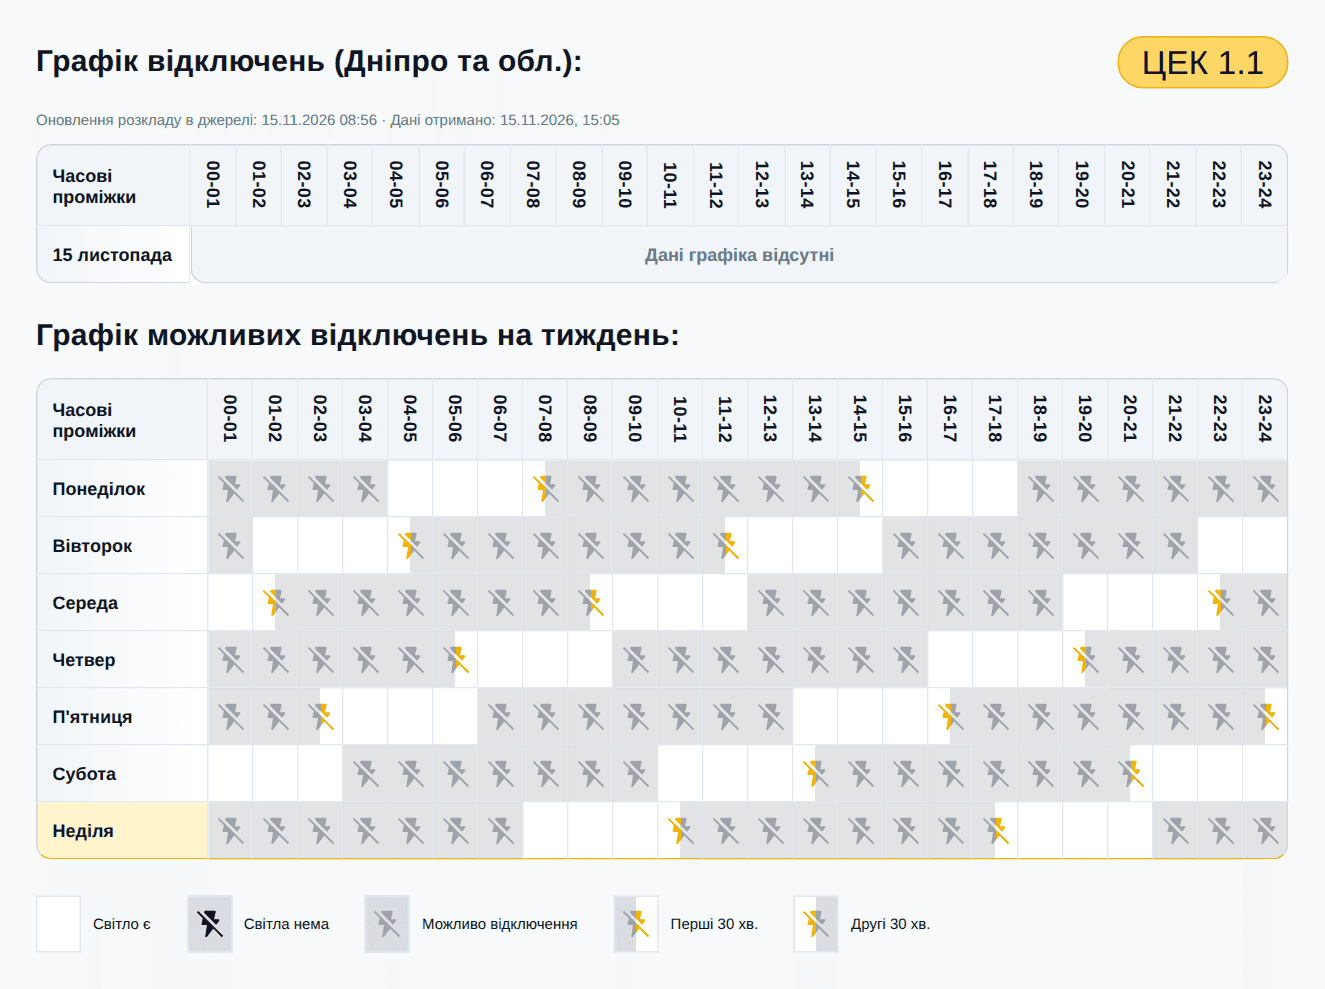 Графік відключень (Дніпро та обл.):
ЦЕК 1.1
Оновлення розкладу в джерелі: 15.11.2026 08:56 · Дані отримано: 15.11.2026, 15:05
Часові
проміжки
00-01 01-02 02-03 03-04 04-05 05-06 06-07 07-08 08-09 09-10 10-11 11-12 12-13 13-14 14-15 15-16 16-17 17-18 18-19 19-20 20-21 21-22 22-23 23-24
15 листопада
Дані графіка відсутні
Графік можливих відключень на тиждень:
Часові
проміжки
00-01 01-02 02-03 03-04 04-05 05-06 06-07 07-08 08-09 09-10 10-11 11-12 12-13 13-14 14-15 15-16 16-17 17-18 18-19 19-20 20-21 21-22 22-23 23-24
Понеділок
Вівторок
Середа
Четвер
П'ятниця
Субота
Неділя
Світло є
Світла нема
Можливо відключення
Перші 30 хв.
Другі 30 хв.